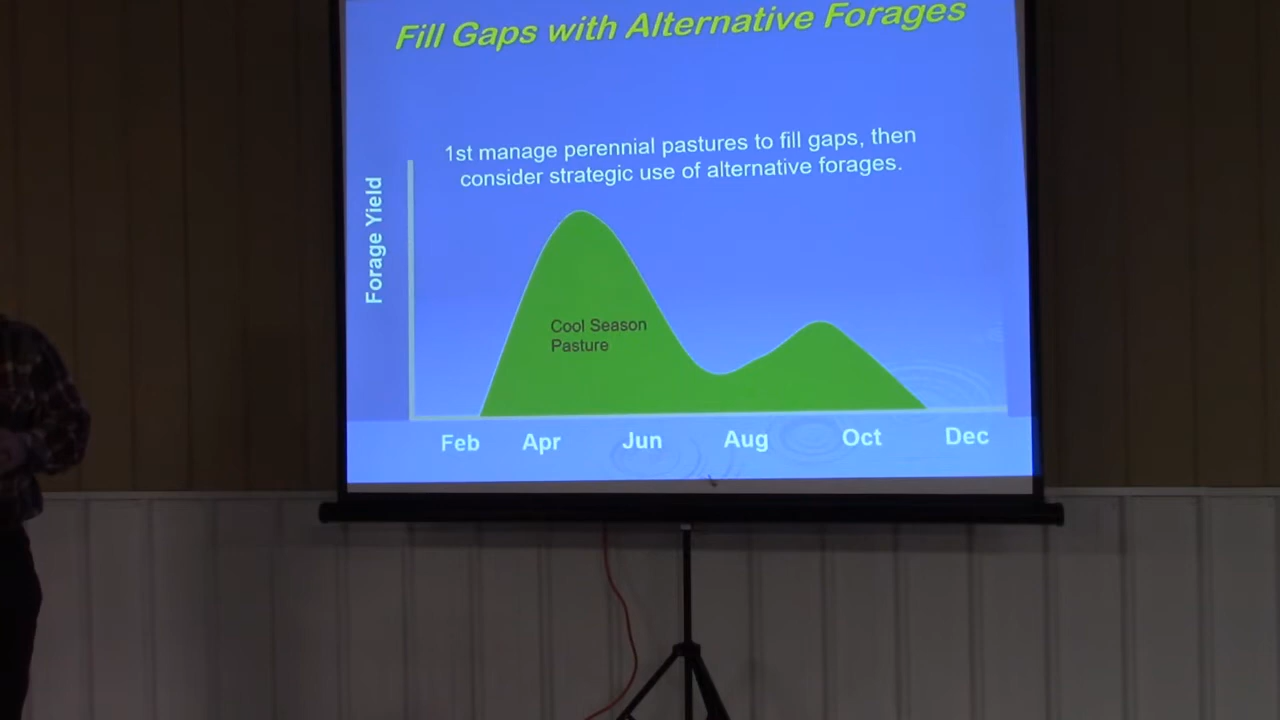 Fill Gaps with Alternative Forages
1st manage perennial pastures to fill gaps, then
consider strategic use of alternative forages.
Forage Yield
Cool Season
Pasture
Feb Apr Jun Aug Oct Dec